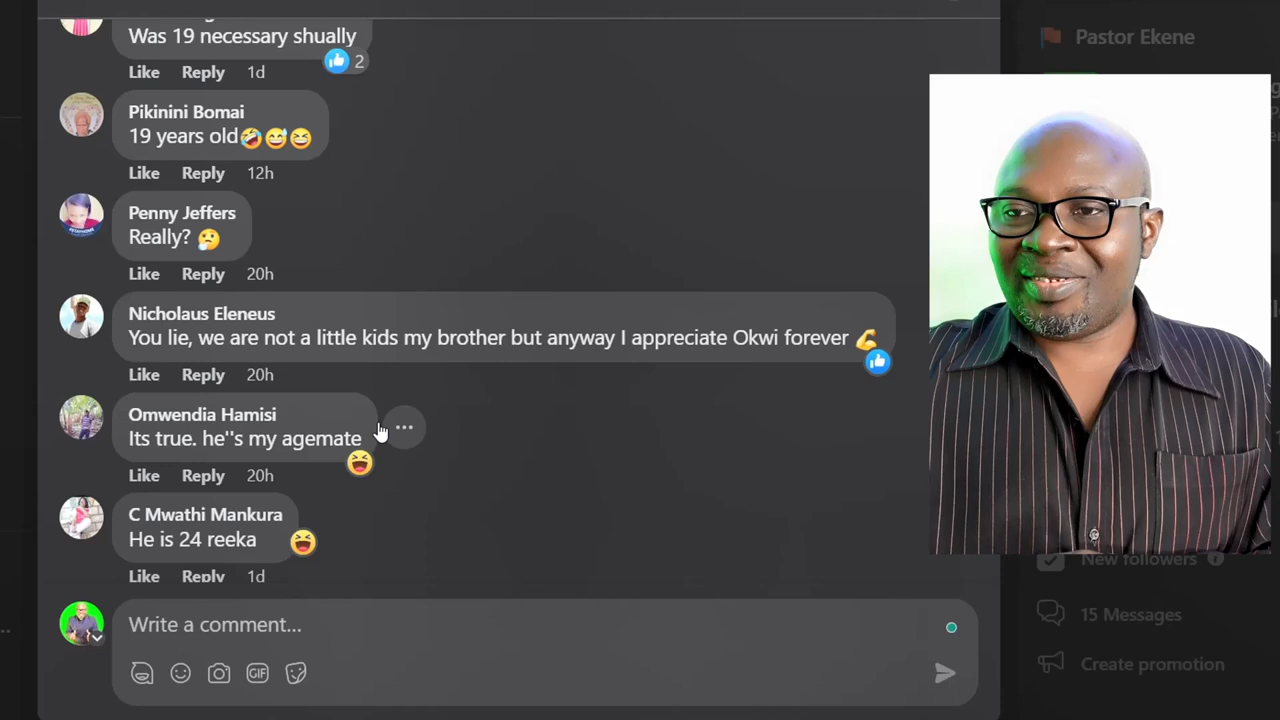 Was 19 necessary shually
2
Like Reply 1d
Pikinini Bomai
19 years old🤣😅😆
Like Reply 12h
Penny Jeffers
Really? 😢
Like Reply 20h
Nicholaus Eleneus
You lie, we are not a little kids my brother but anyway I appreciate Okwi forever 💪
Like Reply 20h
Omwendia Hamisi
Its true. he''s my agemate
Like Reply 20h
C Mwathi Mankura
He is 24 reeka
Like Reply 1d
Write a comment...
GIF
Pastor Ekene
New followers
15 Messages
Create promotion